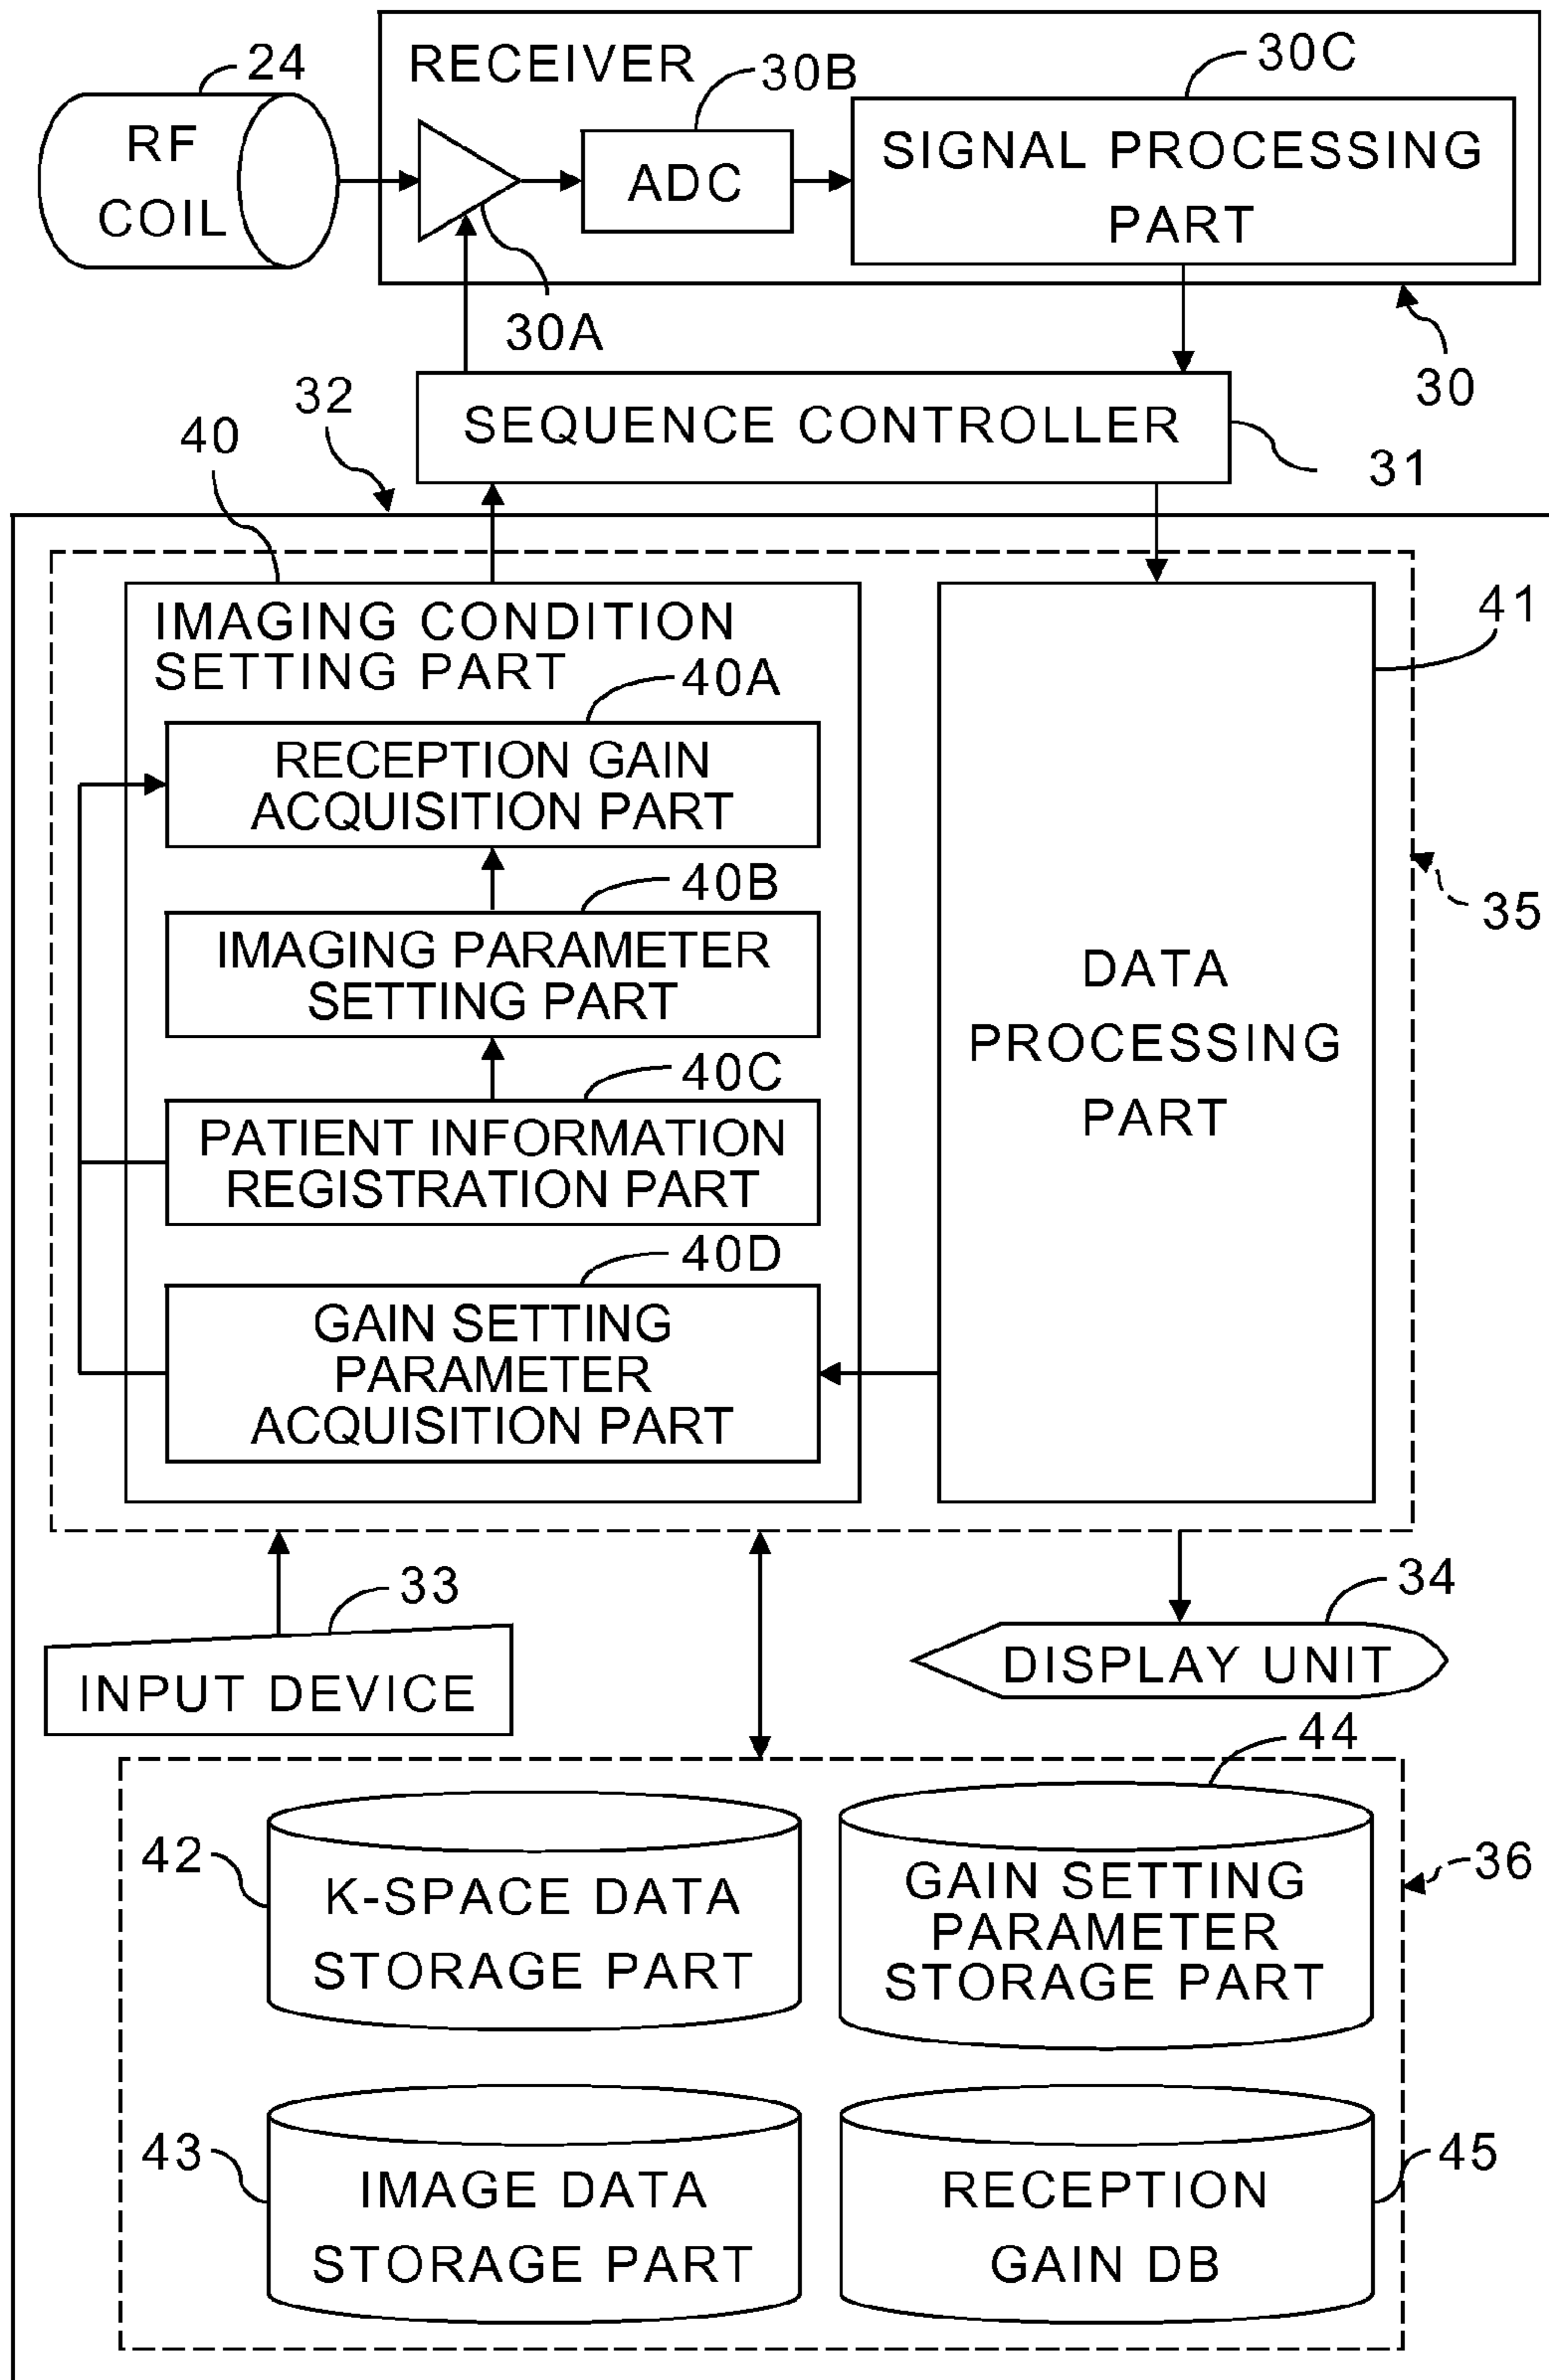 24
RF
COIL
RECEIVER
30B
30C
ADC
SIGNAL PROCESSING
PART
30A
30
32
40
SEQUENCE CONTROLLER
31
IMAGING CONDITION
SETTING PART
40A
41
RECEPTION GAIN
ACQUISITION PART
40B
35
IMAGING PARAMETER
SETTING PART
DATA
PROCESSING
PART
40C
PATIENT INFORMATION
REGISTRATION PART
40D
GAIN SETTING
PARAMETER
ACQUISITION PART
33
INPUT DEVICE
34
DISPLAY UNIT
44
42
K-SPACE DATA
STORAGE PART
GAIN SETTING
PARAMETER
STORAGE PART
36
43
IMAGE DATA
STORAGE PART
RECEPTION
GAIN DB
45